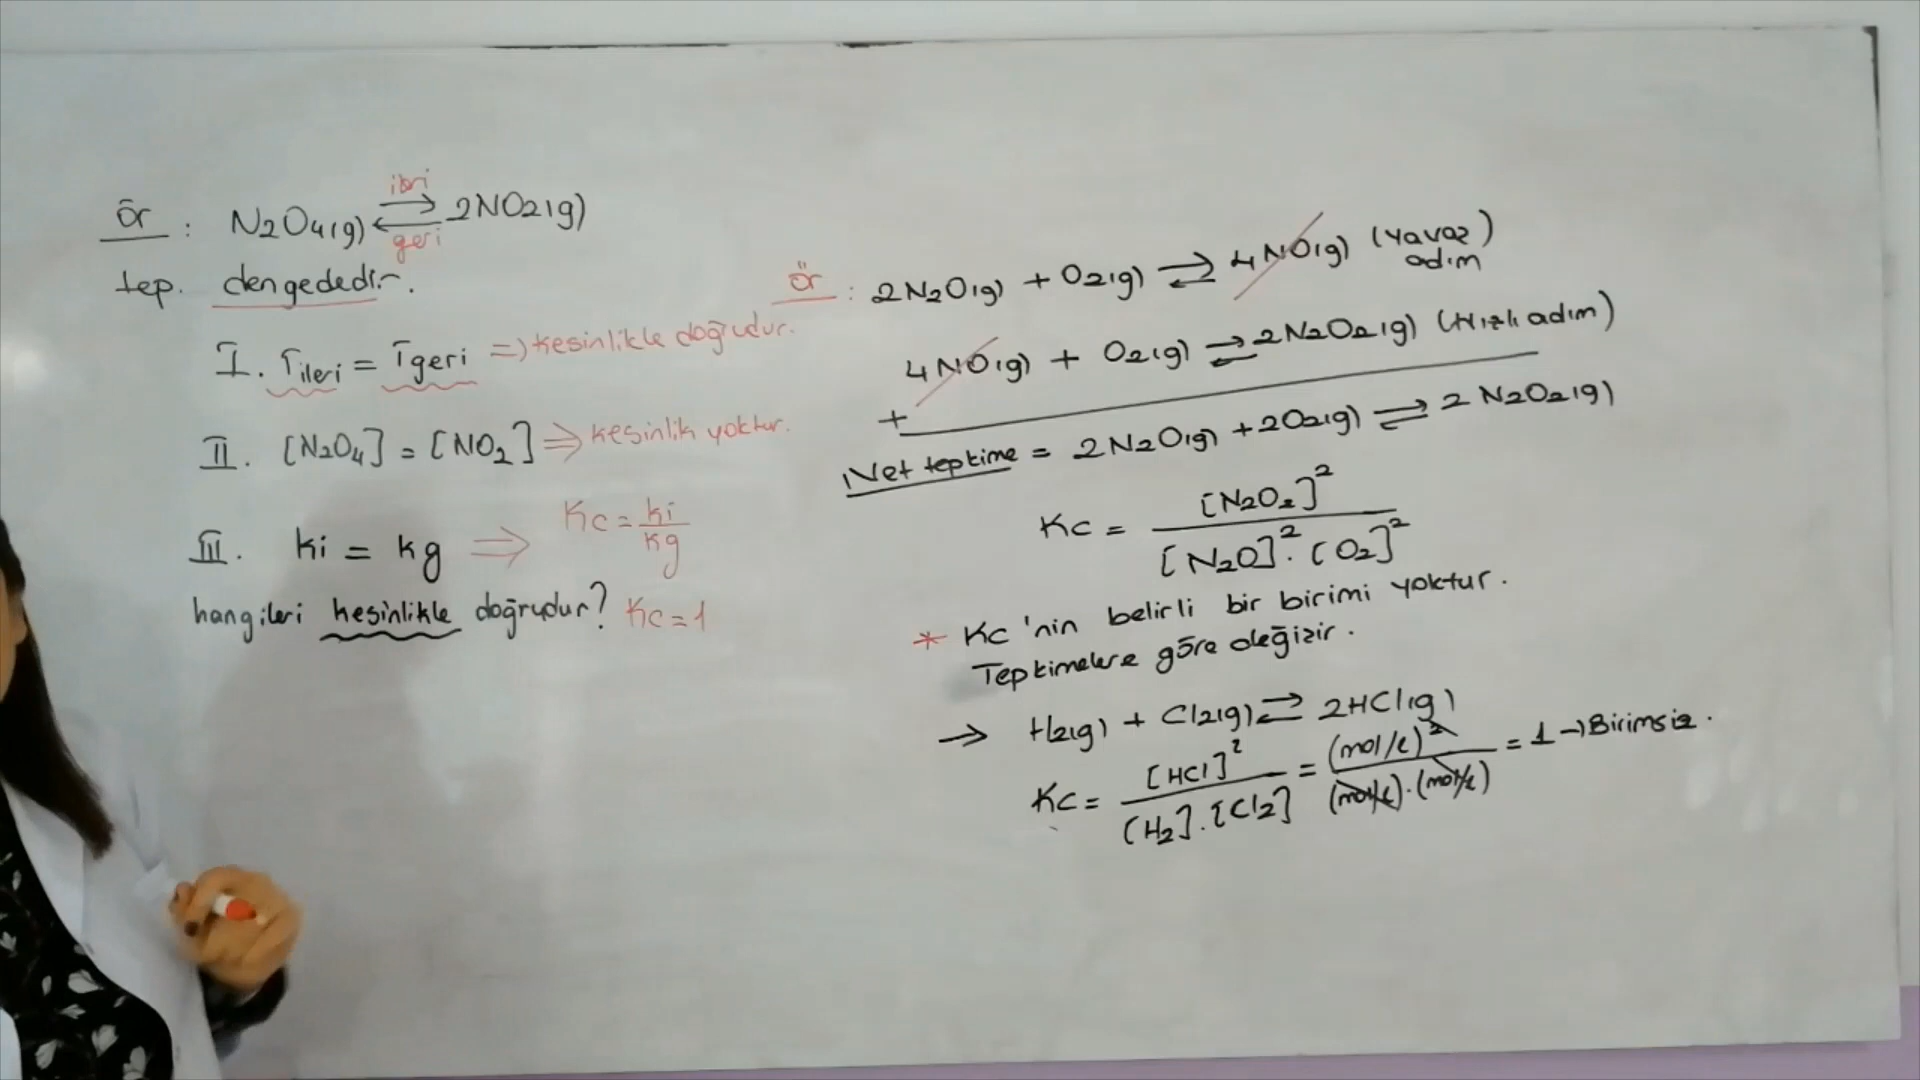 ileri
ör : N2O4(g) ⇄ 2NO2(g)
geri
tep. dengededir.
I. rileri = rgeri => kesinlikle doğrudur.
II. [N2O4] = [NO2] => kesinlik yoktur.
III. ki = kg => Kc = ki/kg
hangileri kesinlikle doğrudur? Kc = 1
ör : 2N2O(g) + O2(g) ⇄ 4NO(g) (yavaş adım)
4NO(g) + O2(g) ⇄ 2N2O2(g) (Hızlı adım)
+
Net tepkime = 2N2O(g) + 2O2(g) ⇄ 2N2O2(g)
Kc = [N2O2]² / [N2O]² . [O2]²
* Kc'nin belirli bir birimi yoktur.
Tepkimelere göre değişir.
→ H2(g) + Cl2(g) ⇄ 2HCl(g)
Kc = [HCl]² / [H2] . [Cl2] = (mol/l)² / (mol/l) . (mol/l) = 1 → Birimsiz.